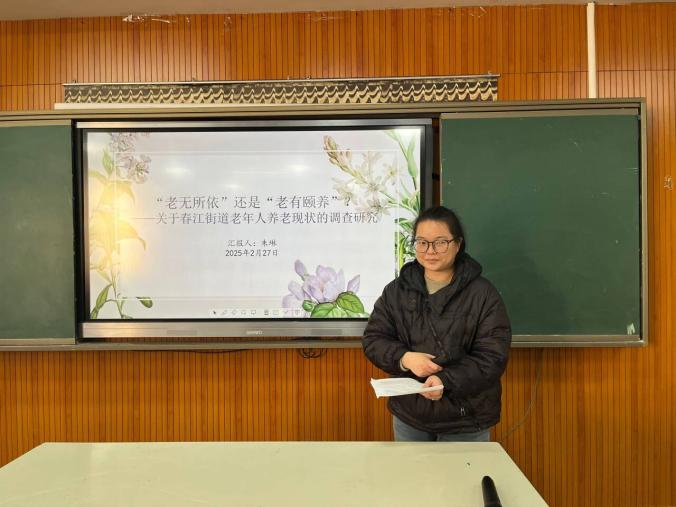 “老无所依”还是“老有颐养”？
——关于春江街道老年人养老现状的调查研究
汇报人：朱琳
2025年2月27日